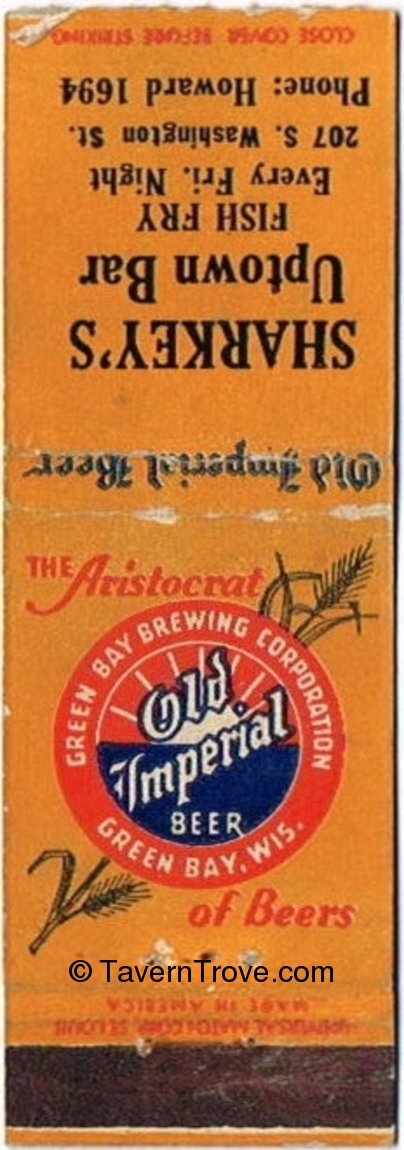 CLOSE COVER BEFORE STRIKING
Phone: Howard 1694
207 S. Washington St.
Every Fri. Night
FISH FRY
Uptown Bar
SHARKEY'S
Old Imperial Beer
THE Aristocrat
GREEN BAY BREWING CORPORATION
Old
Imperial
BEER
GREEN BAY, WIS.
of Beers
© TavernTrove.com
MADE IN AMERICA
UNIVERSAL MATCH CORP. ST. LOUIS